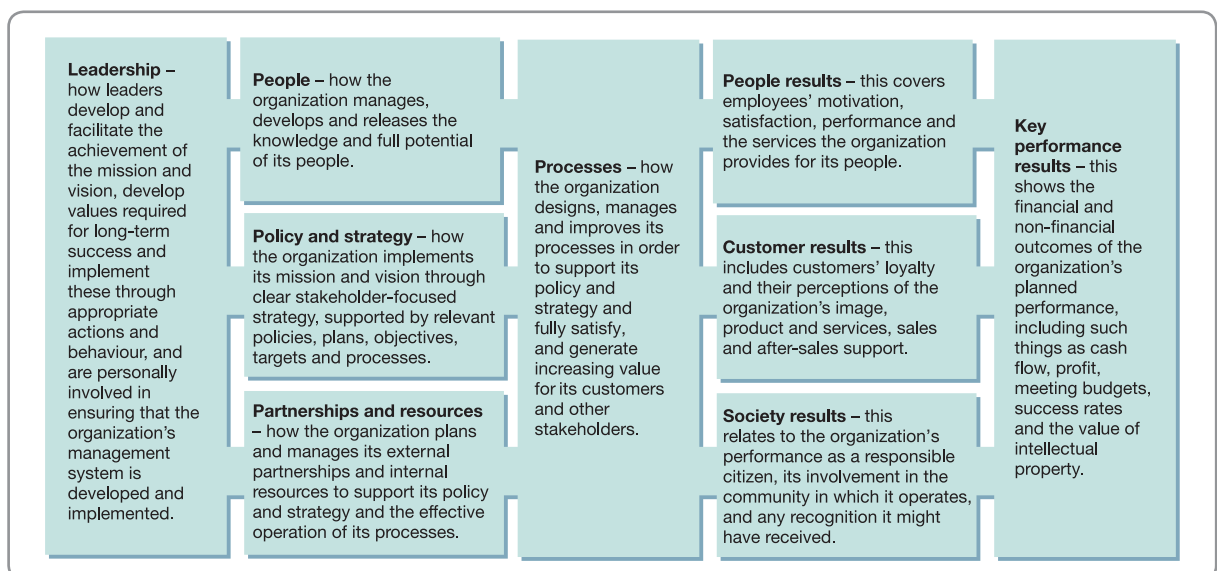 Leadership –
how leaders
develop and
facilitate the
achievement of
the mission and
vision, develop
values required
for long-term
success and
implement
these through
appropriate
actions and
behaviour, and
are personally
involved in
ensuring that the
organization's
management
system is
developed and
implemented.
People – how the
organization manages,
develops and releases the
knowledge and full potential
of its people.
Policy and strategy – how
the organization implements
its mission and vision through
clear stakeholder-focused
strategy, supported by relevant
policies, plans, objectives,
targets and processes.
Partnerships and resources
– how the organization plans
and manages its external
partnerships and internal
resources to support its policy
and strategy and the effective
operation of its processes.
Processes – how
the organization
designs, manages
and improves its
processes in order
to support its
policy and
strategy and
fully satisfy,
and generate
increasing value
for its customers
and other
stakeholders.
People results – this covers
employees' motivation,
satisfaction, performance and
the services the organization
provides for its people.
Customer results – this
includes customers' loyalty
and their perceptions of the
organization's image,
product and services, sales
and after-sales support.
Society results – this
relates to the organization's
performance as a responsible
citizen, its involvement in the
community in which it operates,
and any recognition it might
have received.
Key
performance
results – this
shows the
financial and
non-financial
outcomes of the
organization's
planned
performance,
including such
things as cash
flow, profit,
meeting budgets,
success rates
and the value of
intellectual
property.